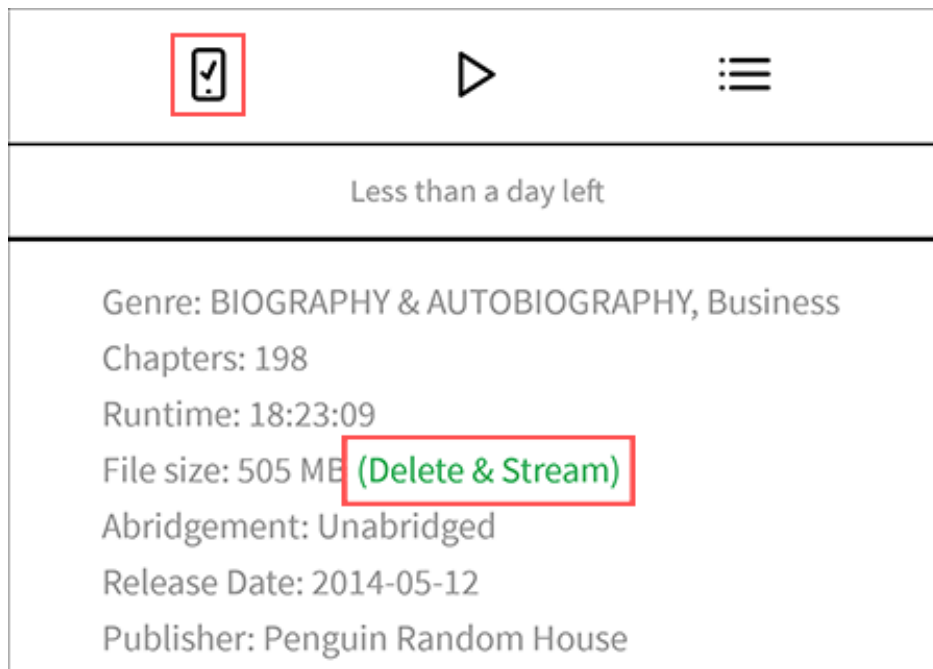 Less than a day left
Genre: BIOGRAPHY & AUTOBIOGRAPHY, Business
Chapters: 198
Runtime: 18:23:09
File size: 505 MB (Delete & Stream)
Abridgement: Unabridged
Release Date: 2014-05-12
Publisher: Penguin Random House